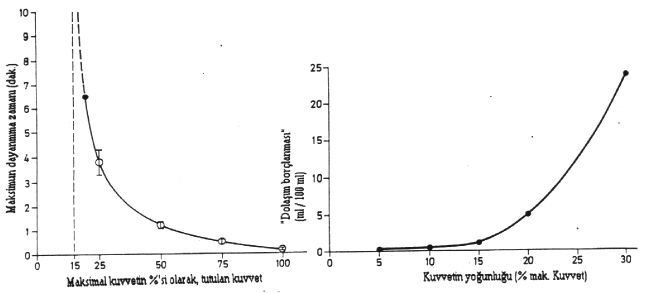 10
9
8
7
6
5
4
3
2
1
0
Maksimum dayanma zamanı (dak.)
0 15 25 50 75 100
Maksimal kuvvetin %'si olarak, tutulan kuvvet
25
20
15
10
5
0
"Dolaşım borçlanması"
(ml / 100 ml)
0 5 10 15 20 25 30
Kuvvetin yoğunluğu (% mak. Kuvvet)